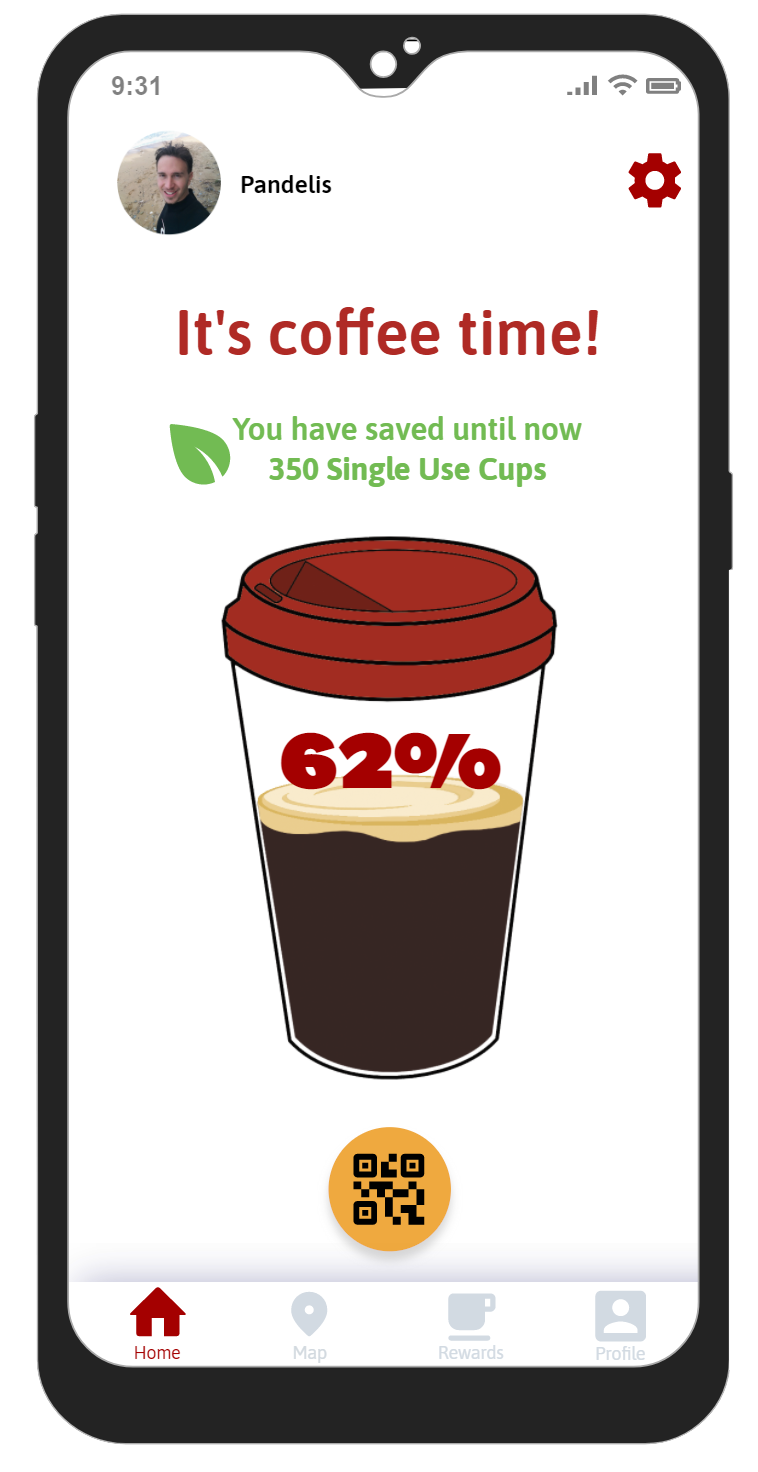 9:31
Pandelis
It's coffee time!
You have saved until now
350 Single Use Cups
62%
Home
Map
Rewards
Profile